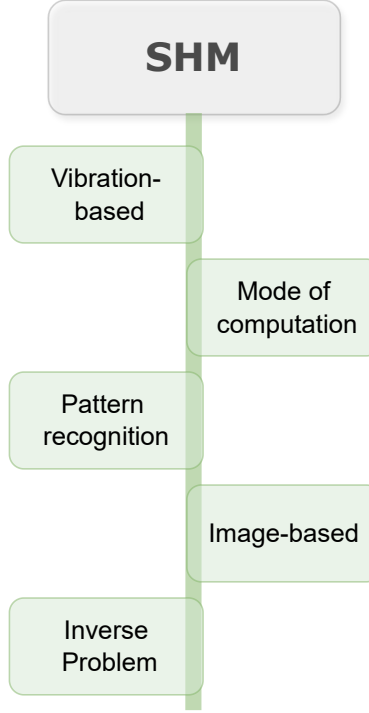 SHM
Vibration-
based
Mode of
computation
Pattern
recognition
Image-based
Inverse
Problem